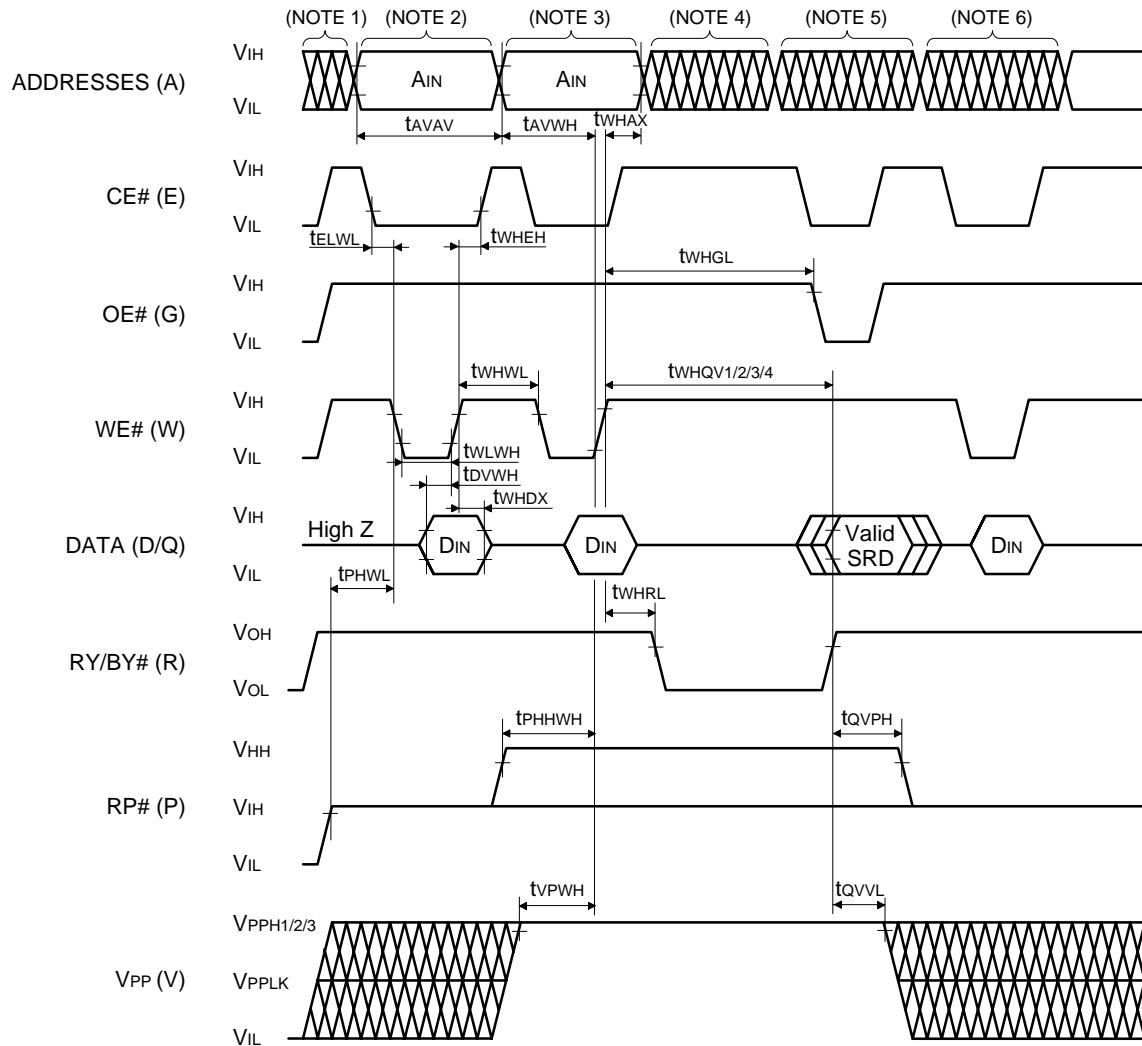 (NOTE 1) (NOTE 2) (NOTE 3) (NOTE 4) (NOTE 5) (NOTE 6)
ADDRESSES (A)
VIH
VIL
AIN
AIN
tAVAV
tAVWH
tWHAX
CE# (E)
VIH
VIL
tELWL
tWHEH
tWHGL
OE# (G)
VIH
VIL
tWHWL
tWHQV1/2/3/4
WE# (W)
VIH
VIL
tWLWH
tDVWH
tWHDX
DATA (D/Q)
VIH
VIL
High Z
DIN
DIN
Valid
SRD
DIN
tPHWL
tWHRL
RY/BY# (R)
VOH
VOL
tPHHWH
tQVPH
RP# (P)
VHH
VIH
VIL
tVPWH
tQVVL
VPP (V)
VPPH1/2/3
VPPLK
VIL